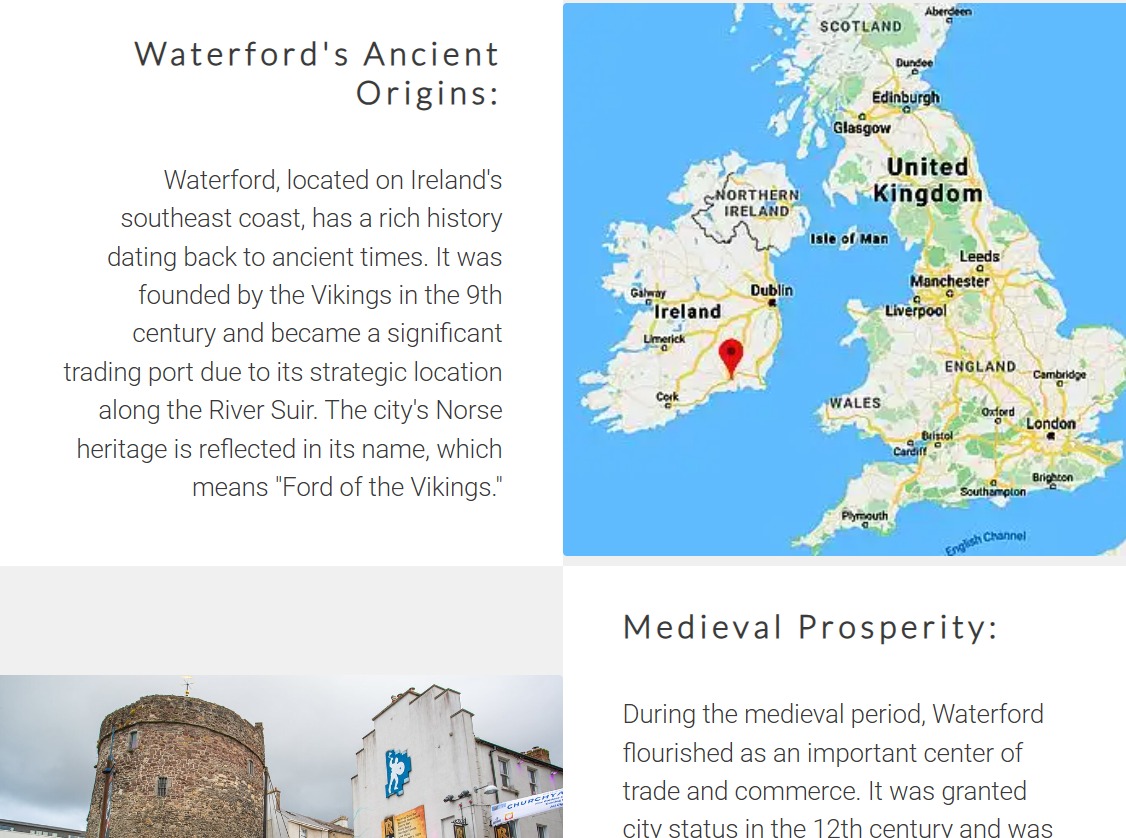 Waterford's Ancient
Origins:
Waterford, located on Ireland's
southeast coast, has a rich history
dating back to ancient times. It was
founded by the Vikings in the 9th
century and became a significant
trading port due to its strategic location
along the River Suir. The city's Norse
heritage is reflected in its name, which
means "Ford of the Vikings."
Aberdeen
SCOTLAND
Dundee
Edinburgh
Glasgow
United
Kingdom
NORTHERN
IRELAND
Isle of Man
Leeds
Manchester
Liverpool
Galway
Dublin
Ireland
Limerick
Cork
ENGLAND
Cambridge
WALES
Oxford
London
Bristol
Cardiff
Brighton
Southampton
Plymouth
English Channel
Medieval Prosperity:
During the medieval period, Waterford
flourished as an important center of
trade and commerce. It was granted
city status in the 12th century and was